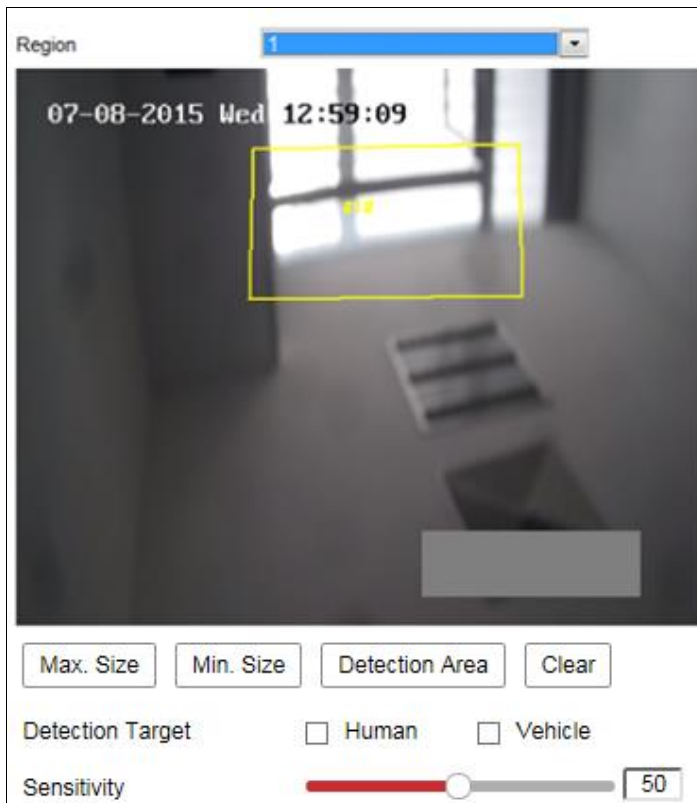 Region 1
07-08-2015 Wed 12:59:09
Max. Size Min. Size Detection Area Clear
Detection Target Human Vehicle
Sensitivity 50